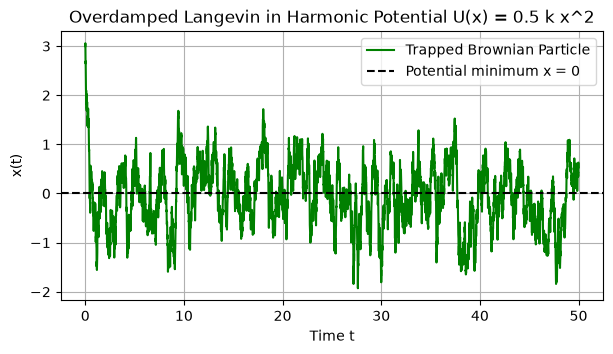 Overdamped Langevin in Harmonic Potential U(x) = 0.5 k x^2
Trapped Brownian Particle
Potential minimum x = 0
3
2
1
0
−1
−2
x(t)
0 10 20 30 40 50
Time t